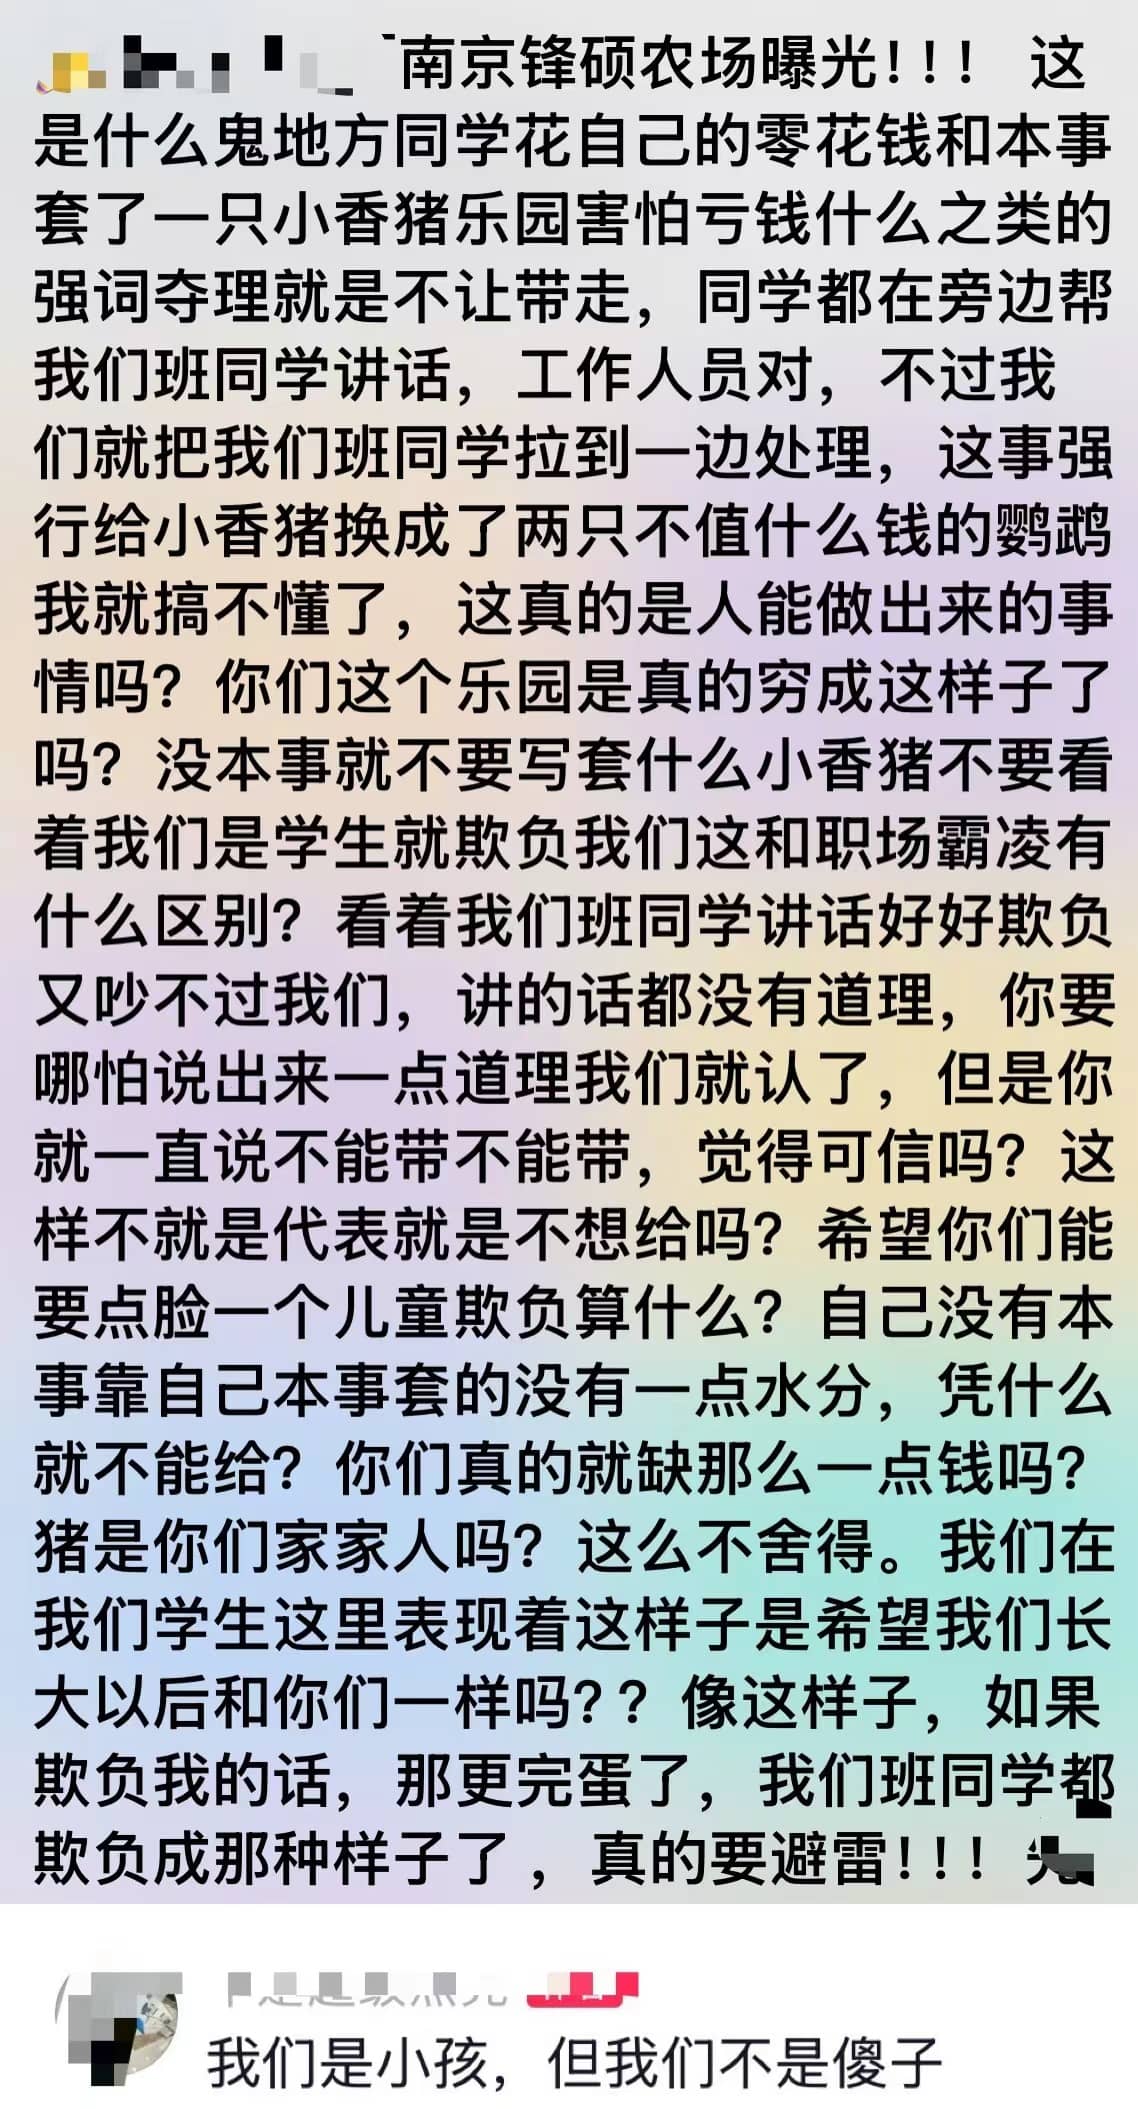 南京锋硕农场曝光！！！ 这
是什么鬼地方同学花自己的零花钱和本事
套了一只小香猪乐园害怕亏钱什么之类的
强词夺理就是不让带走，同学都在旁边帮
我们班同学讲话，工作人员对，不过我
们就把我们班同学拉到一边处理，这事强
行给小香猪换成了两只不值什么钱的鹦鹉
我就搞不懂了，这真的是人能做出来的事
情吗？你们这个乐园是真的穷成这样子了
吗？没本事就不要写套什么小香猪不要看
着我们是学生就欺负我们这和职场霸凌有
什么区别？看着我们班同学讲话好好欺负
又吵不过我们，讲的话都没有道理，你要
哪怕说出来一点道理我们就认了，但是你
就一直说不能带不能带，觉得可信吗？这
样不就是代表就是不想给吗？希望你们能
要点脸一个儿童欺负算什么？自己没有本
事靠自己本事套的没有一点水分，凭什么
就不能给？你们真的就缺那么一点钱吗？
猪是你们家家人吗？这么不舍得。我们在
我们学生这里表现着这样子是希望我们长
大以后和你们一样吗？？像这样子，如果
欺负我的话，那更完蛋了，我们班同学都
欺负成那种样子了，真的要避雷！！！
我们是小孩，但我们不是傻子